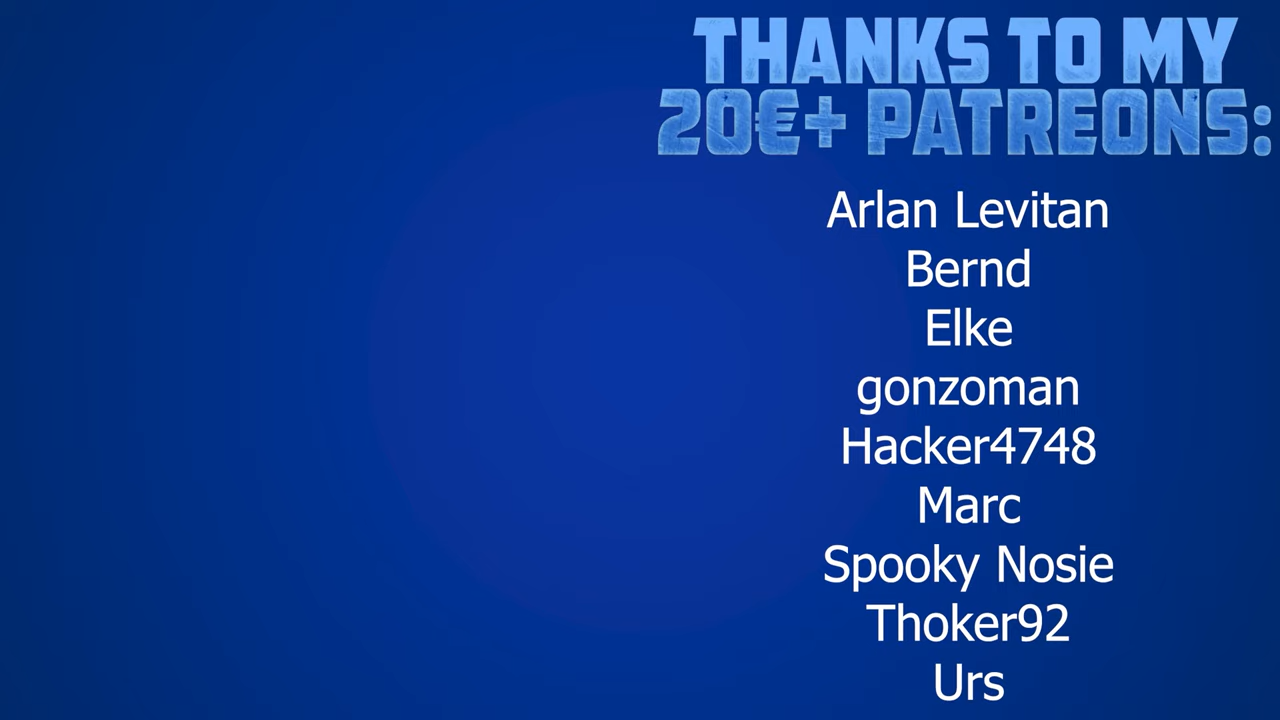 THANKS TO MY
20€+ PATREONS:
Arlan Levitan
Bernd
Elke
gonzoman
Hacker4748
Marc
Spooky Nosie
Thoker92
Urs